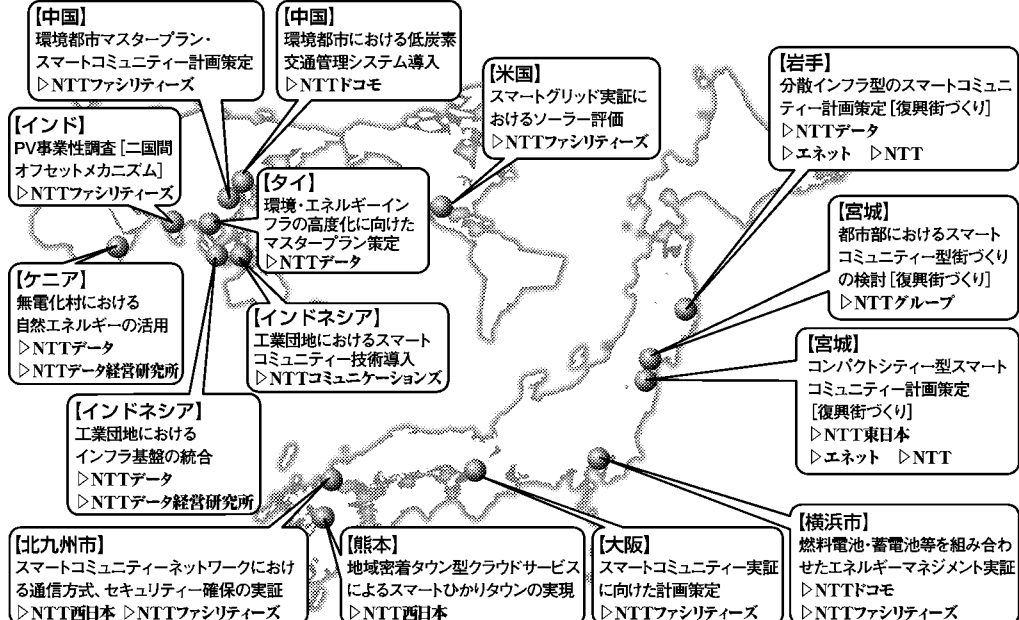 【中国】
環境都市マスタープラン・
スマートコミュニティー計画策定
▷NTTファシリティーズ
【中国】
環境都市における低炭素
交通管理システム導入
▷NTTドコモ
【米国】
スマートグリッド実証に
おけるソーラー評価
▷NTTファシリティーズ
【岩手】
分散インフラ型のスマートコミュニ
ティー計画策定［復興街づくり］
▷NTTデータ
▷エネット ▷NTT
【インド】
PV事業性調査［二国間
オフセットメカニズム］
▷NTTファシリティーズ
【タイ】
環境・エネルギーイン
フラの高度化に向けた
マスタープラン策定
▷NTTデータ
【宮城】
都市部におけるスマート
コミュニティー型街づくり
の検討［復興街づくり］
▷NTTグループ
【ケニア】
無電化村における
自然エネルギーの活用
▷NTTデータ
▷NTTデータ経営研究所
【インドネシア】
工業団地におけるスマート
コミュニティー技術導入
▷NTTコミュニケーションズ
【宮城】
コンパクトシティー型スマート
コミュニティー計画策定
［復興街づくり］
▷NTT東日本
▷エネット ▷NTT
【インドネシア】
工業団地における
インフラ基盤の統合
▷NTTデータ
▷NTTデータ経営研究所
【北九州市】
スマートコミュニティーネットワークにおけ
る通信方式、セキュリティー確保の実証
▷NTT西日本 ▷NTTファシリティーズ
【熊本】
地域密着タウン型クラウドサービス
によるスマートひかりタウンの実現
▷NTT西日本
【大阪】
スマートコミュニティー実証
に向けた計画策定
▷NTTファシリティーズ
【横浜市】
燃料電池・蓄電池等を組み合わ
せたエネルギーマネジメント実証
▷NTTドコモ
▷NTTファシリティーズ